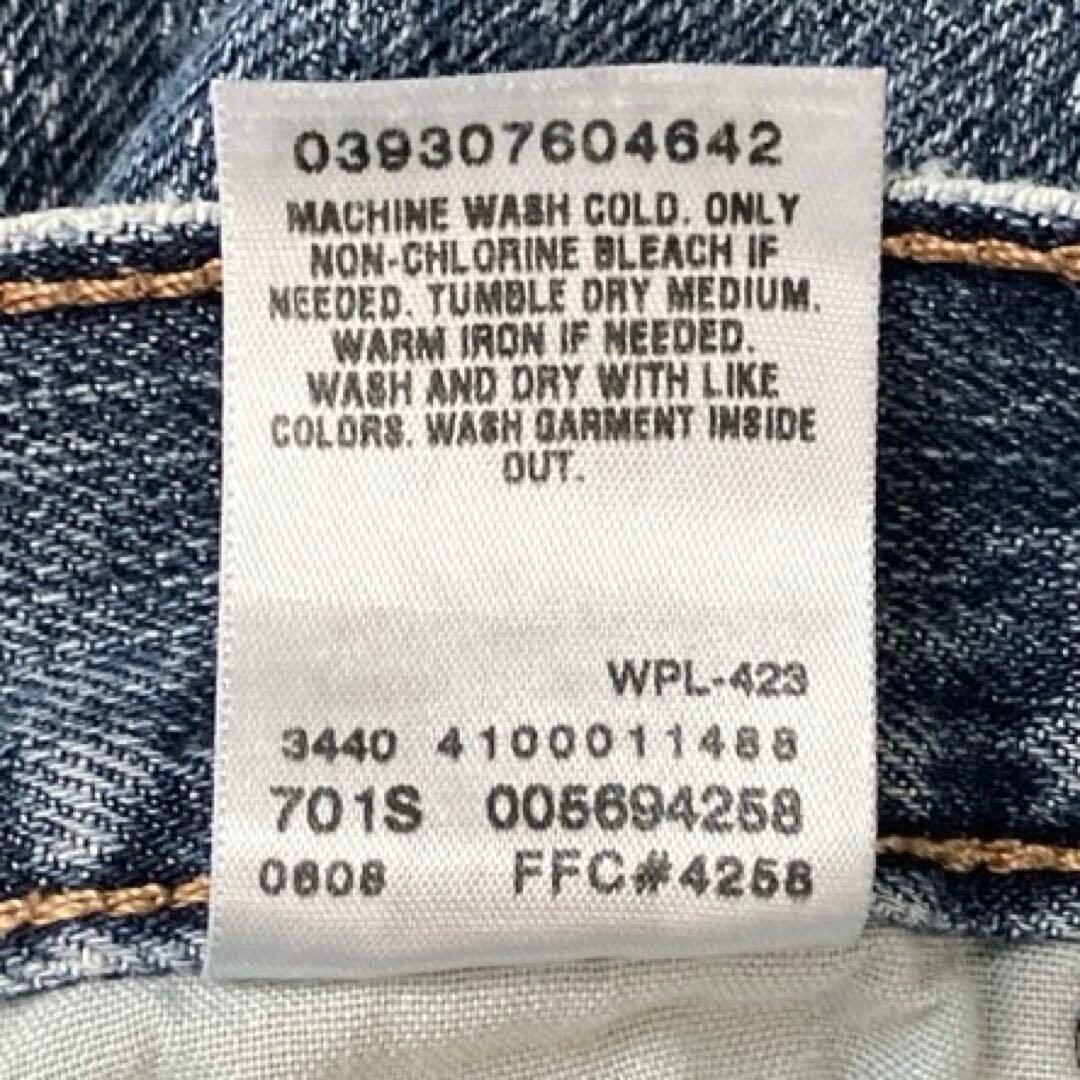 039307604642
MACHINE WASH COLD. ONLY
NON-CHLORINE BLEACH IF
NEEDED. TUMBLE DRY MEDIUM.
WARM IRON IF NEEDED.
WASH AND DRY WITH LIKE
COLORS. WASH GARMENT INSIDE
OUT.
WPL-423
3440 4100011488
701S 005694258
0608 FFC#4258